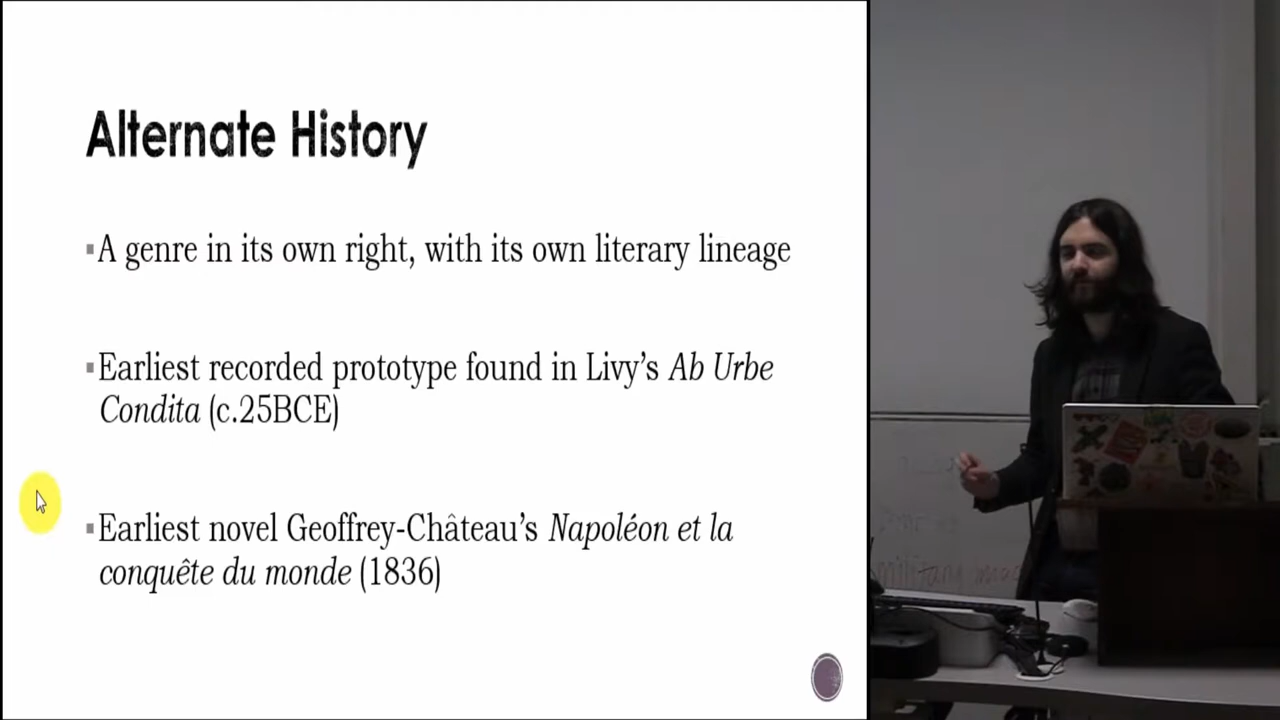 Alternate History
A genre in its own right, with its own literary lineage
Earliest recorded prototype found in Livy's Ab Urbe
Condita (c.25BCE)
Earliest novel Geoffrey-Château's Napoléon et la
conquête du monde (1836)